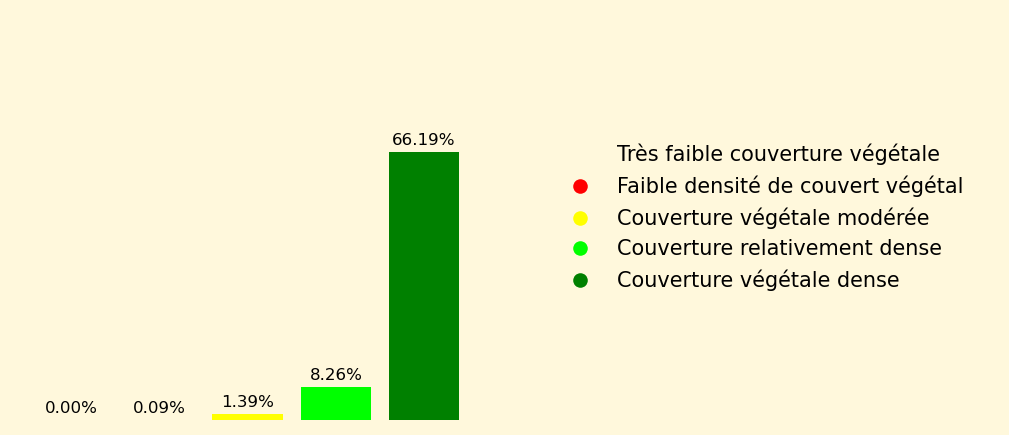 66.19%
8.26%
1.39%
0.09%
0.00%
Très faible couverture végétale
Faible densité de couvert végétal
Couverture végétale modérée
Couverture relativement dense
Couverture végétale dense